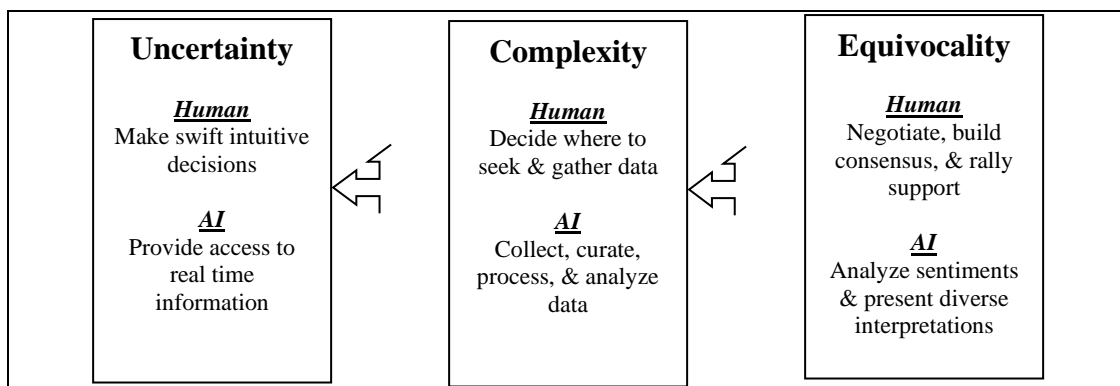 Uncertainty
Human
Make swift intuitive
decisions
AI
Provide access to
real time
information
Complexity
Human
Decide where to
seek & gather data
AI
Collect, curate,
process, & analyze
data
Equivocality
Human
Negotiate, build
consensus, & rally
support
AI
Analyze sentiments
& present diverse
interpretations